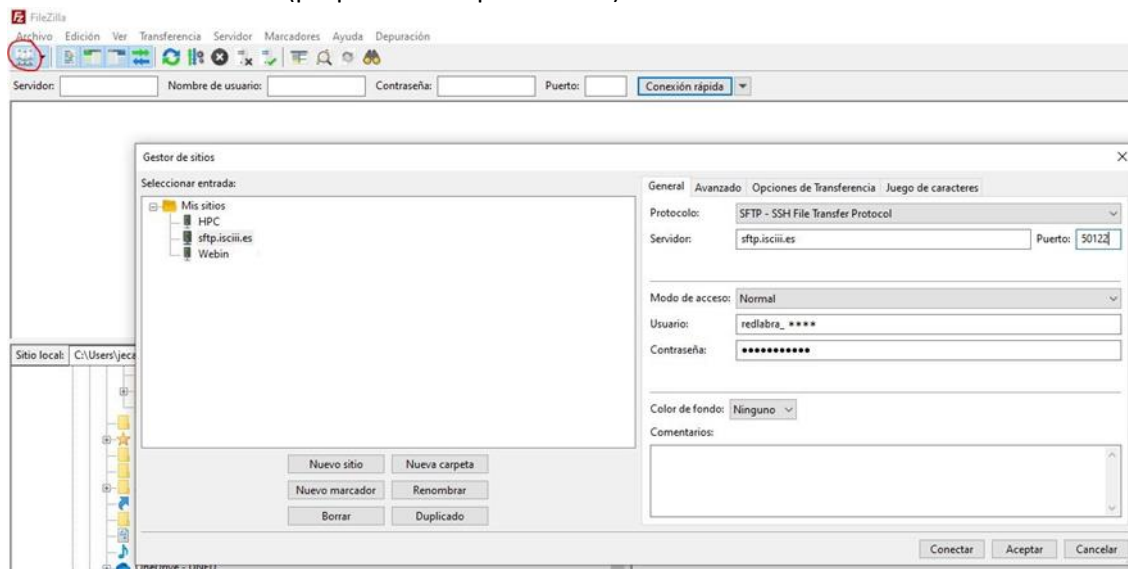 FileZilla
Archivo Edición Ver Transferencia Servidor Marcadores Ayuda Depuración
Servidor: Nombre de usuario: Contraseña: Puerto: Conexión rápida
Gestor de sitios
Seleccionar entrada:
Mis sitios
HPC
sftp.isciii.es
Webin
Nuevo sitio Nueva carpeta
Nuevo marcador Renombrar
Borrar Duplicado
General Avanzado Opciones de Transferencia Juego de caracteres
Protocolo: SFTP - SSH File Transfer Protocol
Servidor: sftp.isciii.es Puerto: 50122
Modo de acceso: Normal
Usuario: redlabra_ ****
Contraseña: ●●●●●●●●●●●
Color de fondo: Ninguno
Comentarios:
Conectar Aceptar Cancelar
Sitio local: C:\Users\jeca